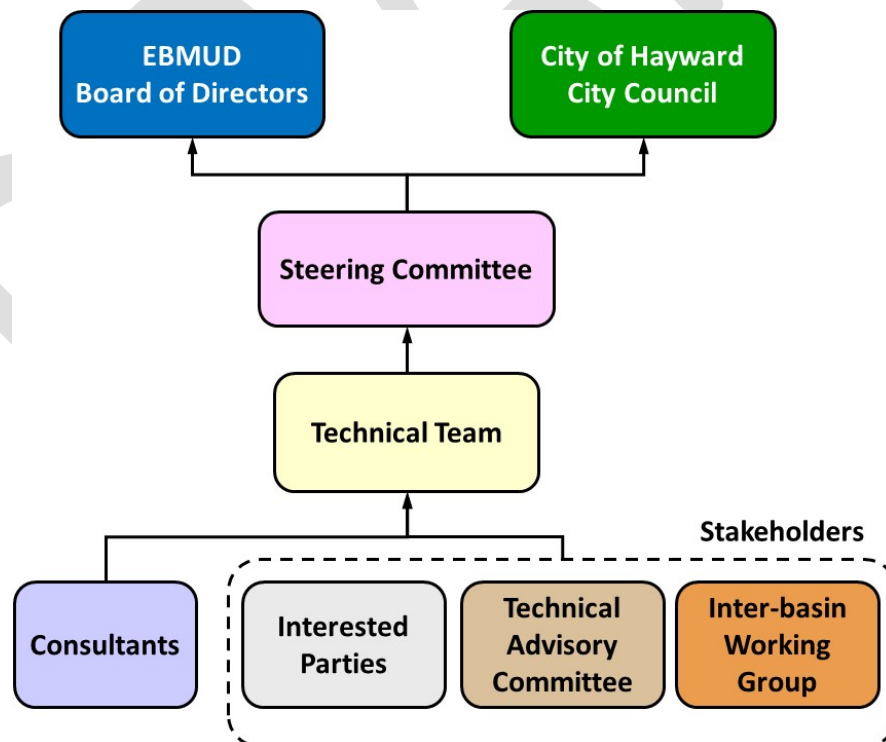 EBMUD
Board of Directors
City of Hayward
City Council
Steering Committee
Technical Team
Stakeholders
Consultants
Interested
Parties
Technical
Advisory
Committee
Inter-basin
Working
Group